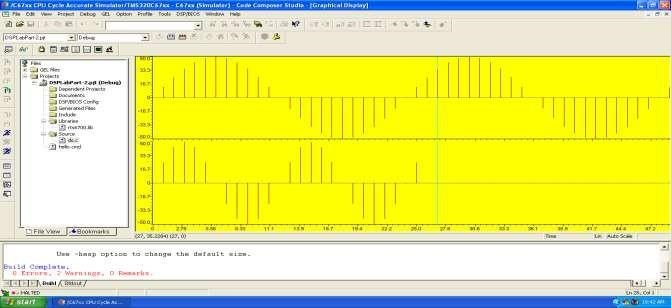 /C67xx CPU Cycle Accurate Simulator/TMS320C67xx - C67xx (Simulator) - Code Composer Studio - [Graphical Display]
File Edit View Project Debug GEL Option Profile Tools DSP/BIOS Window Help
DSPLabPart-2.pjt Debug
Files
GEL files
Projects
DSPLabPart-2.pjt (Debug)
Dependent Projects
Documents
DSP/BIOS Config
Generated Files
Include
Libraries
rts6700.lib
Source
hello.cmd
File View Bookmarks
50.0
33.3
16.7
0
-16.7
-33.3
-50.0
50.0
33.3
16.7
0
-16.7
-33.3
-50.0
0 2.78 5.56 8.33 11.1 13.9 16.7 19.4 22.2 25.0 27.8 30.6 33.3 36.1 38.9 41.7 44.4 47.2
Time Lin Auto Scale
Use -heap option to change the default size.
Build Complete,
0 Errors, 2 Warnings, 0 Remarks.
Build Stdout
HALTED
Ln 25, Col 1
start
/C67xx CPU Cycle Ac...
10:42 AM